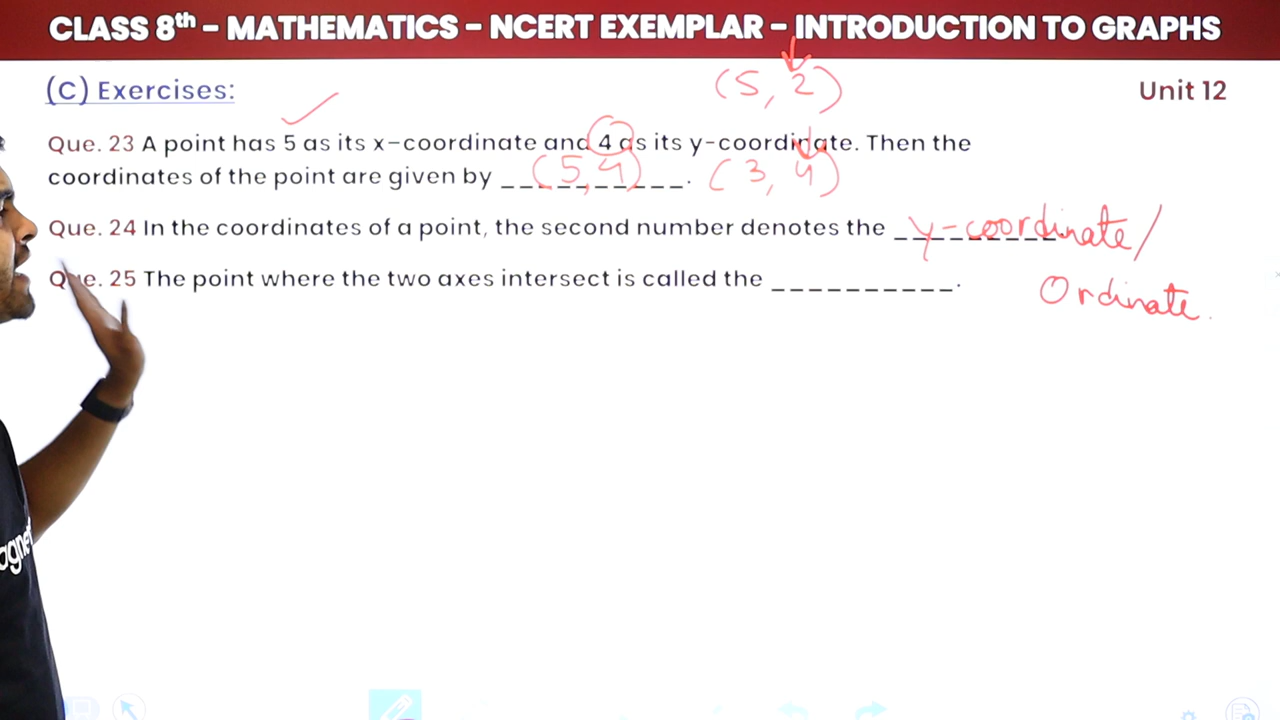 CLASS 8th – MATHEMATICS – NCERT EXEMPLAR – INTRODUCTION TO GRAPHS
(C) Exercises:
(5, 2)
Unit 12
Que. 23 A point has 5 as its x-coordinate and 4 as its y-coordinate. Then the
coordinates of the point are given by __________.
(5,4)
(3, 4)
Que. 24 In the coordinates of a point, the second number denotes the _________
y-coordinate/
Ordinate.
Que. 25 The point where the two axes intersect is called the __________.